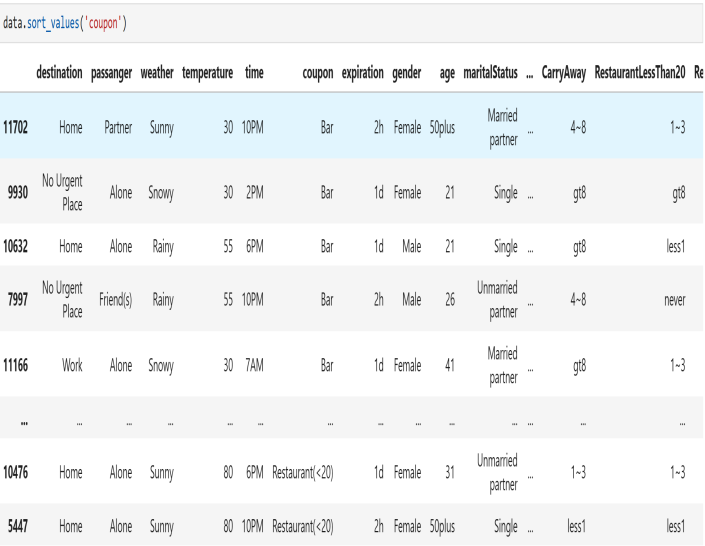 data.sort_values('coupon')
destination passanger weather temperature time coupon expiration gender age maritalStatus ... CarryAway RestaurantLessThan20 Re
11702 Home Partner Sunny 30 10PM Bar 2h Female 50plus Married partner ... 4~8 1~3
9930 No Urgent Place Alone Snowy 30 2PM Bar 1d Female 21 Single ... gt8 gt8
10632 Home Alone Rainy 55 6PM Bar 1d Male 21 Single ... gt8 less1
7997 No Urgent Place Friend(s) Rainy 55 10PM Bar 2h Male 26 Unmarried partner ... 4~8 never
11166 Work Alone Snowy 30 7AM Bar 1d Female 41 Married partner ... gt8 1~3
... ... ... ... ... ... ... ... ... ... ... ... ... ...
10476 Home Alone Sunny 80 6PM Restaurant(<20) 1d Female 31 Unmarried partner ... 1~3 1~3
5447 Home Alone Sunny 80 10PM Restaurant(<20) 2h Female 50plus Single ... less1 less1